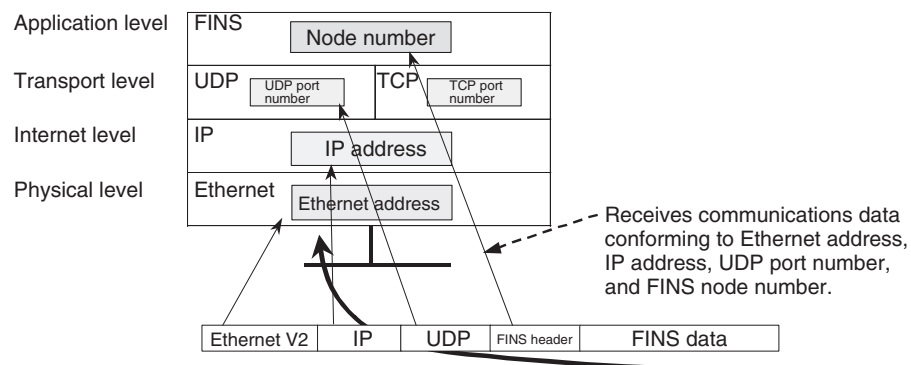 Application level
FINS
Node number
Transport level
UDP
UDP port
number
TCP
TCP port
number
Internet level
IP
IP address
Physical level
Ethernet
Ethernet address
Receives communications data
conforming to Ethernet address,
IP address, UDP port number,
and FINS node number.
Ethernet V2
IP
UDP
FINS header
FINS data